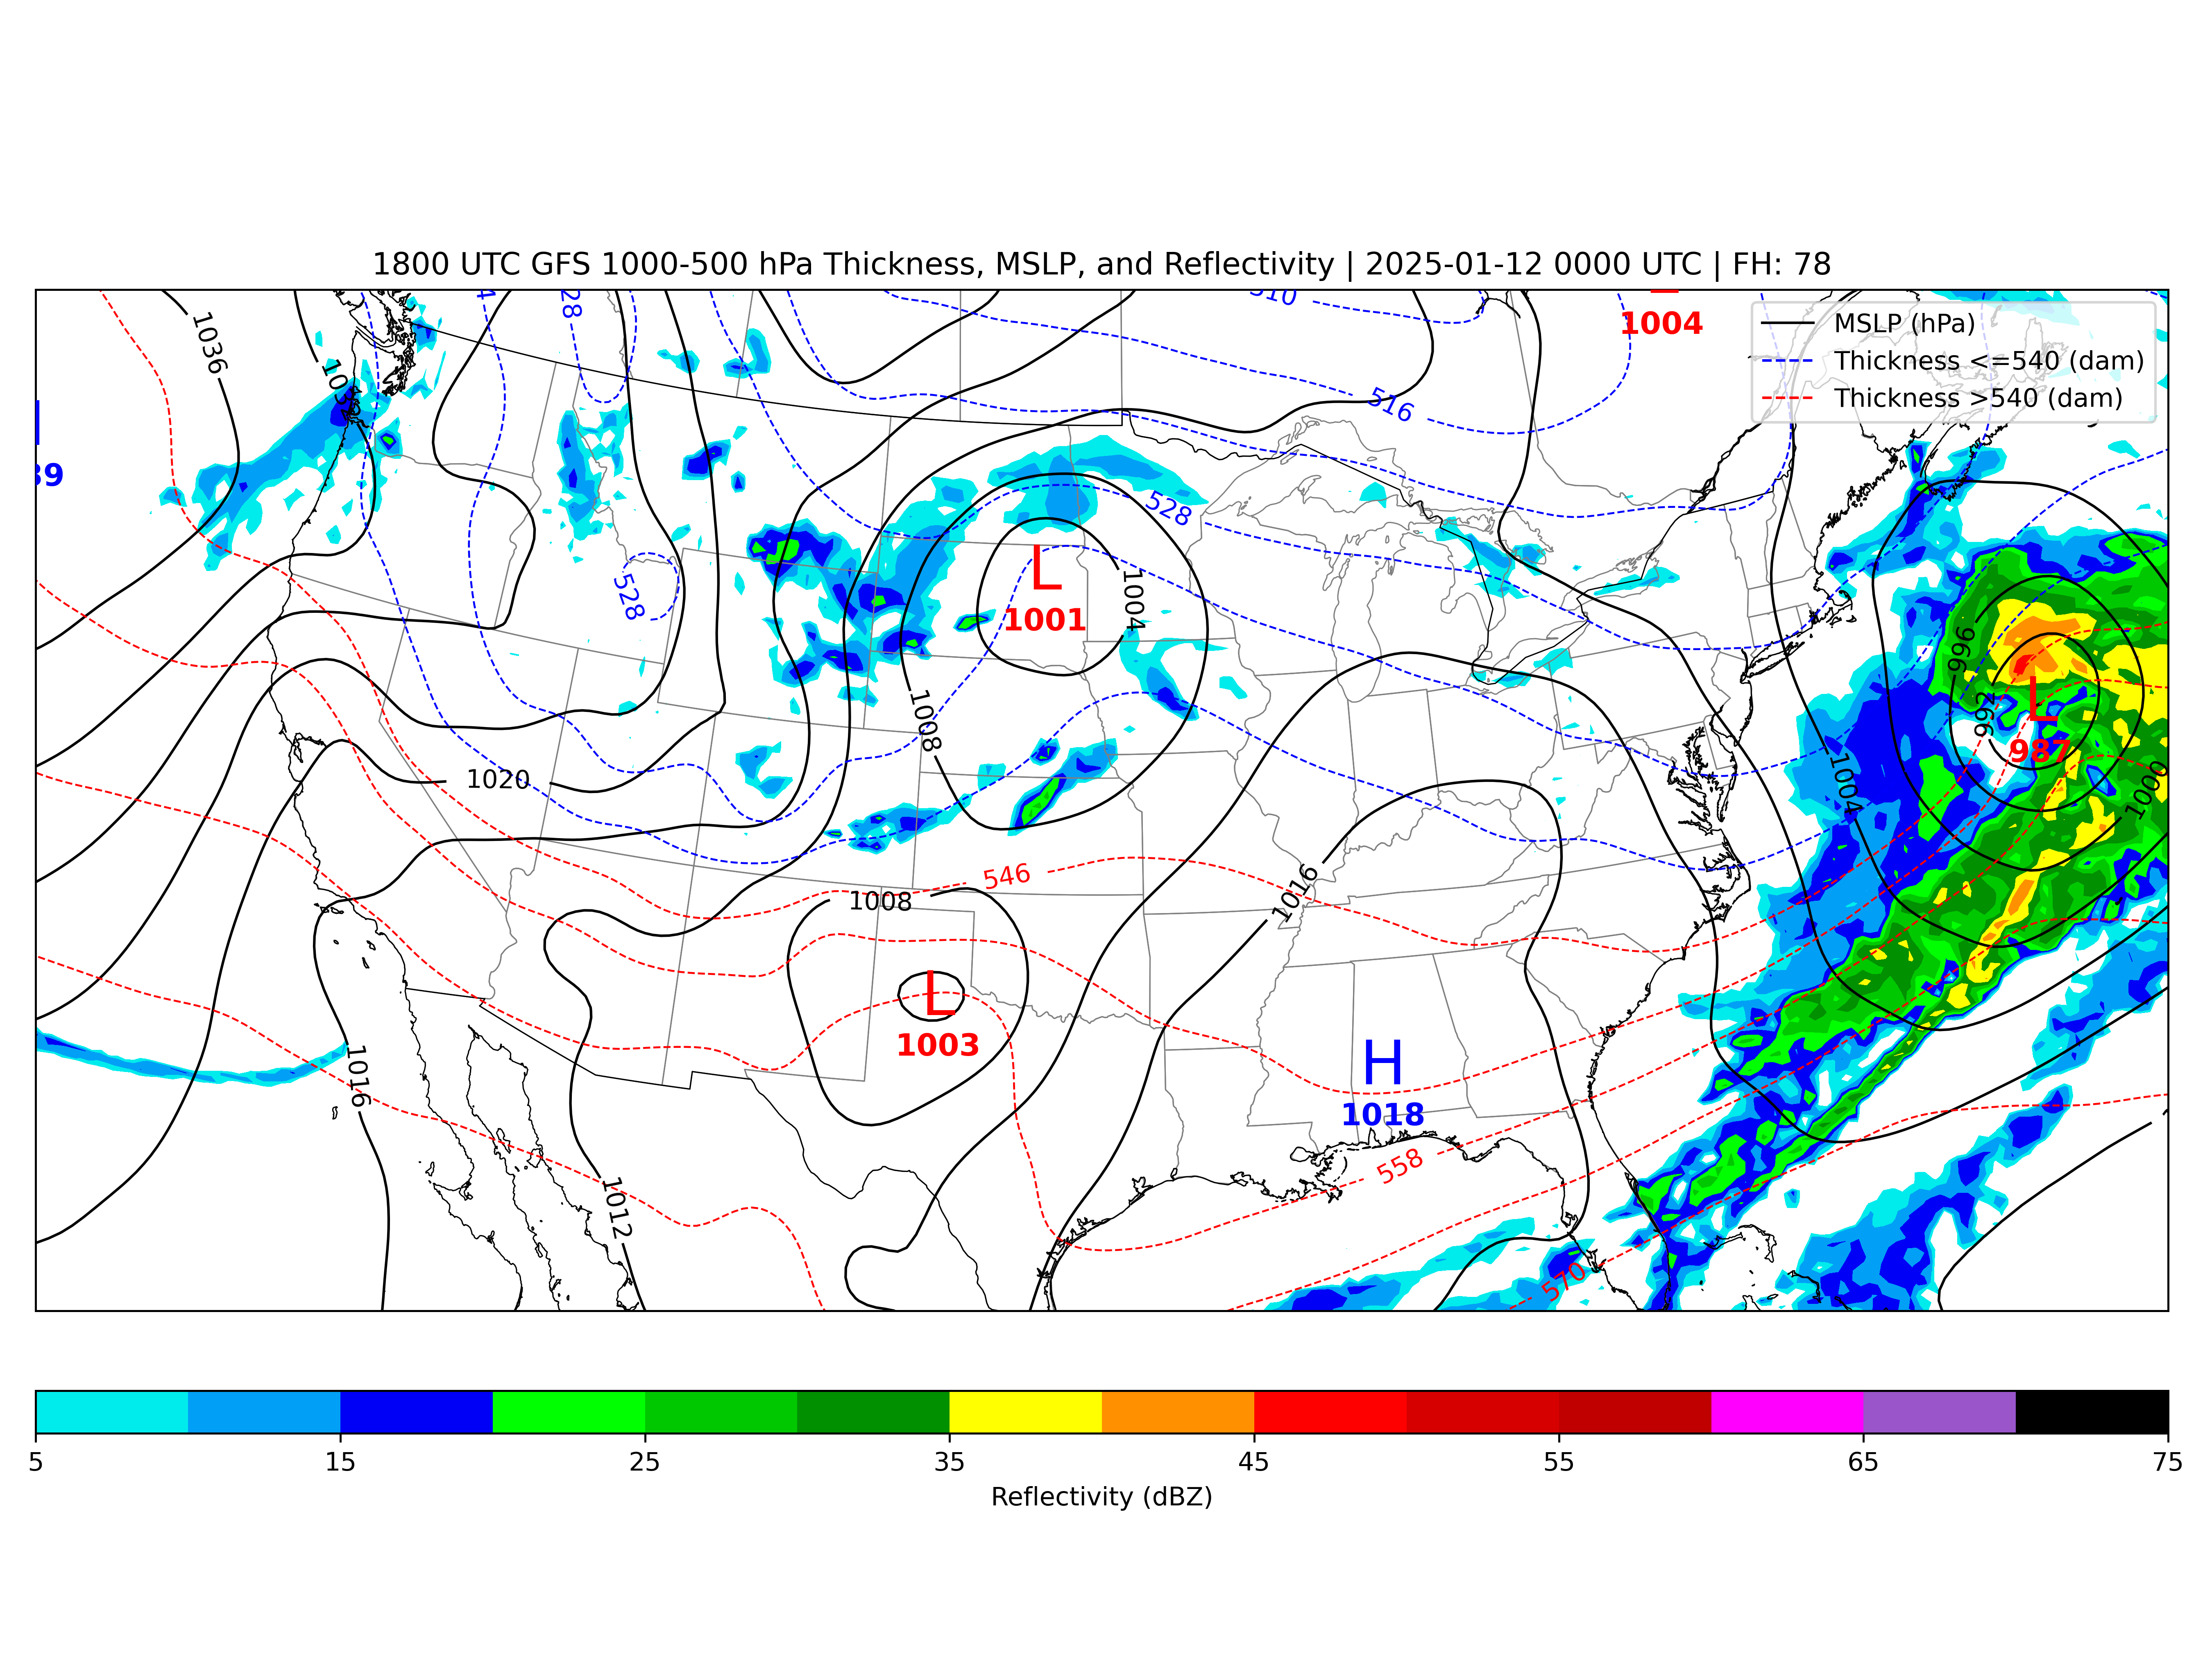 1800 UTC GFS 1000-500 hPa Thickness, MSLP, and Reflectivity | 2025-01-12 0000 UTC | FH: 78
MSLP (hPa)
Thickness <=540 (dam)
Thickness >540 (dam)
1004
1036
528
510
516
528
528
L
1001
1004
1008
1020
996
992
L
987
1000
1004
546
1008
1016
L
1003
H
1018
1016
1012
558
570
5 15 25 35 45 55 65 75
Reflectivity (dBZ)